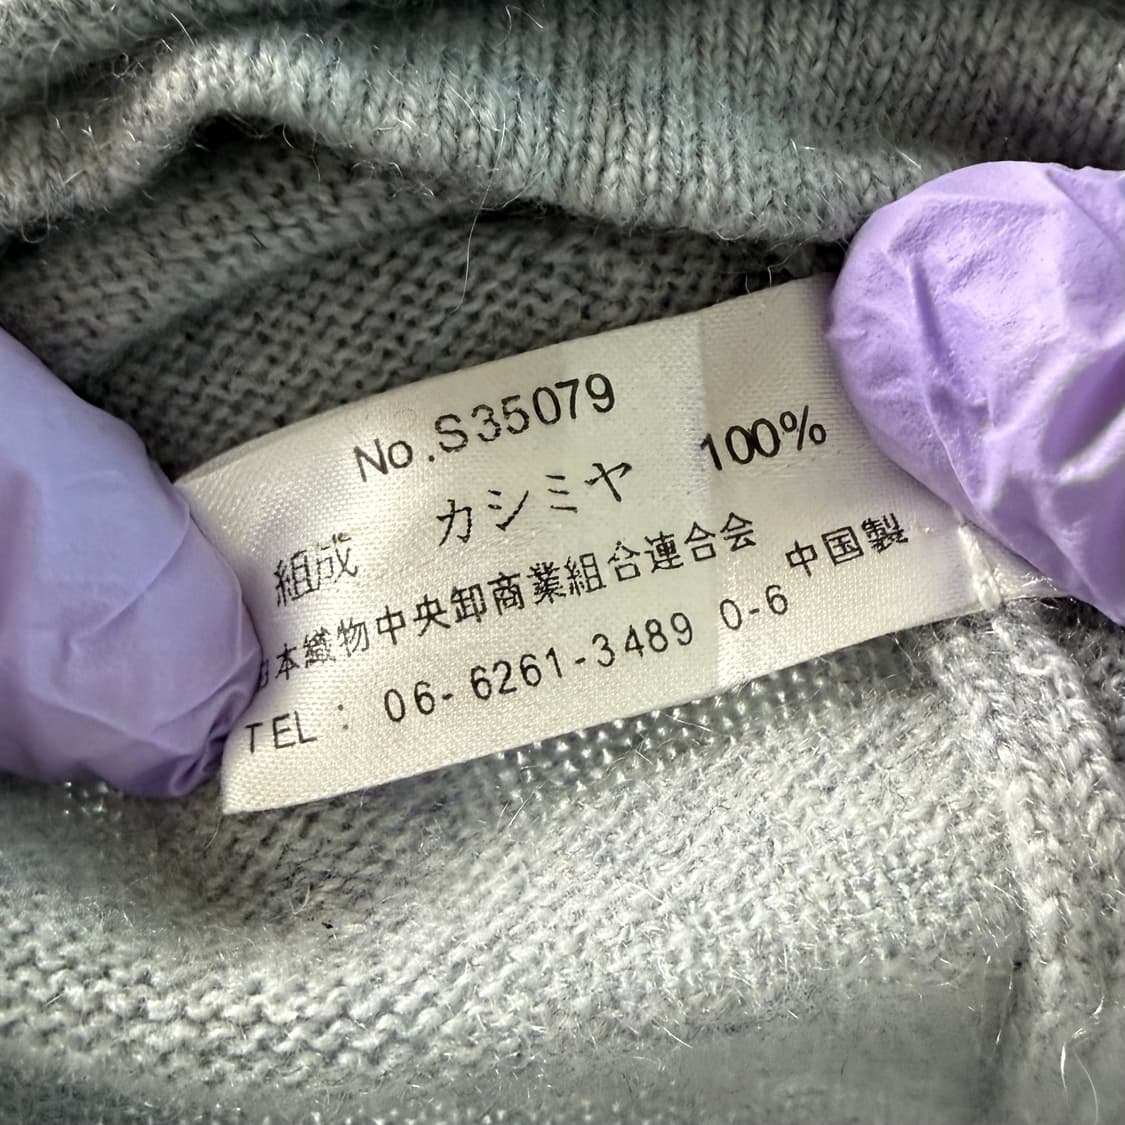 No.S35079
組成 カシミヤ 100%
日本織物中央卸商業組合連合会 中国製
TEL: 06-6261-3489 0-6